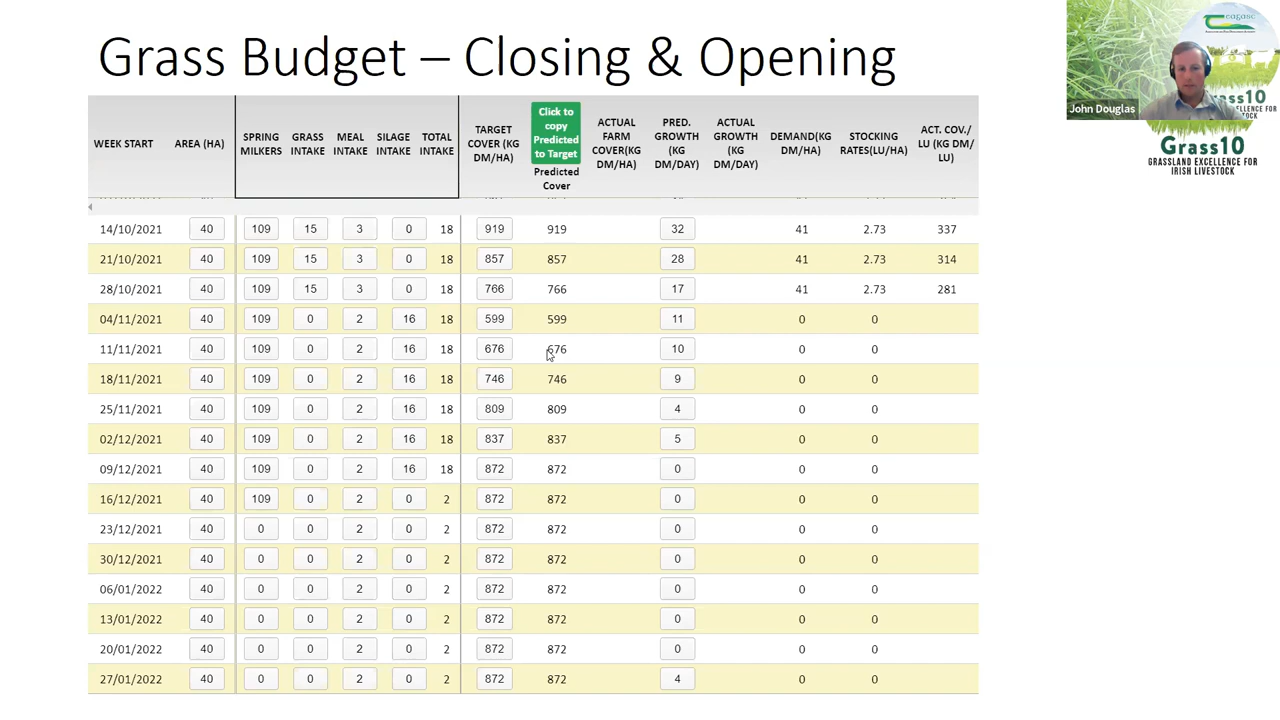 Grass Budget – Closing & Opening
Teagasc
John Douglas
Grass10
GRASSLAND EXCELLENCE FOR
IRISH LIVESTOCK
WEEK START AREA (HA) SPRING MILKERS GRASS INTAKE MEAL INTAKE SILAGE INTAKE TOTAL INTAKE TARGET COVER (KG DM/HA) Click to copy Predicted to Target Predicted Cover ACTUAL FARM COVER(KG DM/HA) PRED. GROWTH (KG DM/DAY) ACTUAL GROWTH (KG DM/DAY) DEMAND(KG DM/HA) STOCKING RATES(LU/HA) ACT. COV./ LU (KG DM/ LU)
14/10/2021 40 109 15 3 0 18 919 919 32 41 2.73 337
21/10/2021 40 109 15 3 0 18 857 857 28 41 2.73 314
28/10/2021 40 109 15 3 0 18 766 766 17 41 2.73 281
04/11/2021 40 109 0 2 16 18 599 599 11 0 0
11/11/2021 40 109 0 2 16 18 676 676 10 0 0
18/11/2021 40 109 0 2 16 18 746 746 9 0 0
25/11/2021 40 109 0 2 16 18 809 809 4 0 0
02/12/2021 40 109 0 2 16 18 837 837 5 0 0
09/12/2021 40 109 0 2 16 18 872 872 0 0 0
16/12/2021 40 109 0 2 0 2 872 872 0 0 0
23/12/2021 40 0 0 2 0 2 872 872 0 0 0
30/12/2021 40 0 0 2 0 2 872 872 0 0 0
06/01/2022 40 0 0 2 0 2 872 872 0 0 0
13/01/2022 40 0 0 2 0 2 872 872 0 0 0
20/01/2022 40 0 0 2 0 2 872 872 0 0 0
27/01/2022 40 0 0 2 0 2 872 872 4 0 0